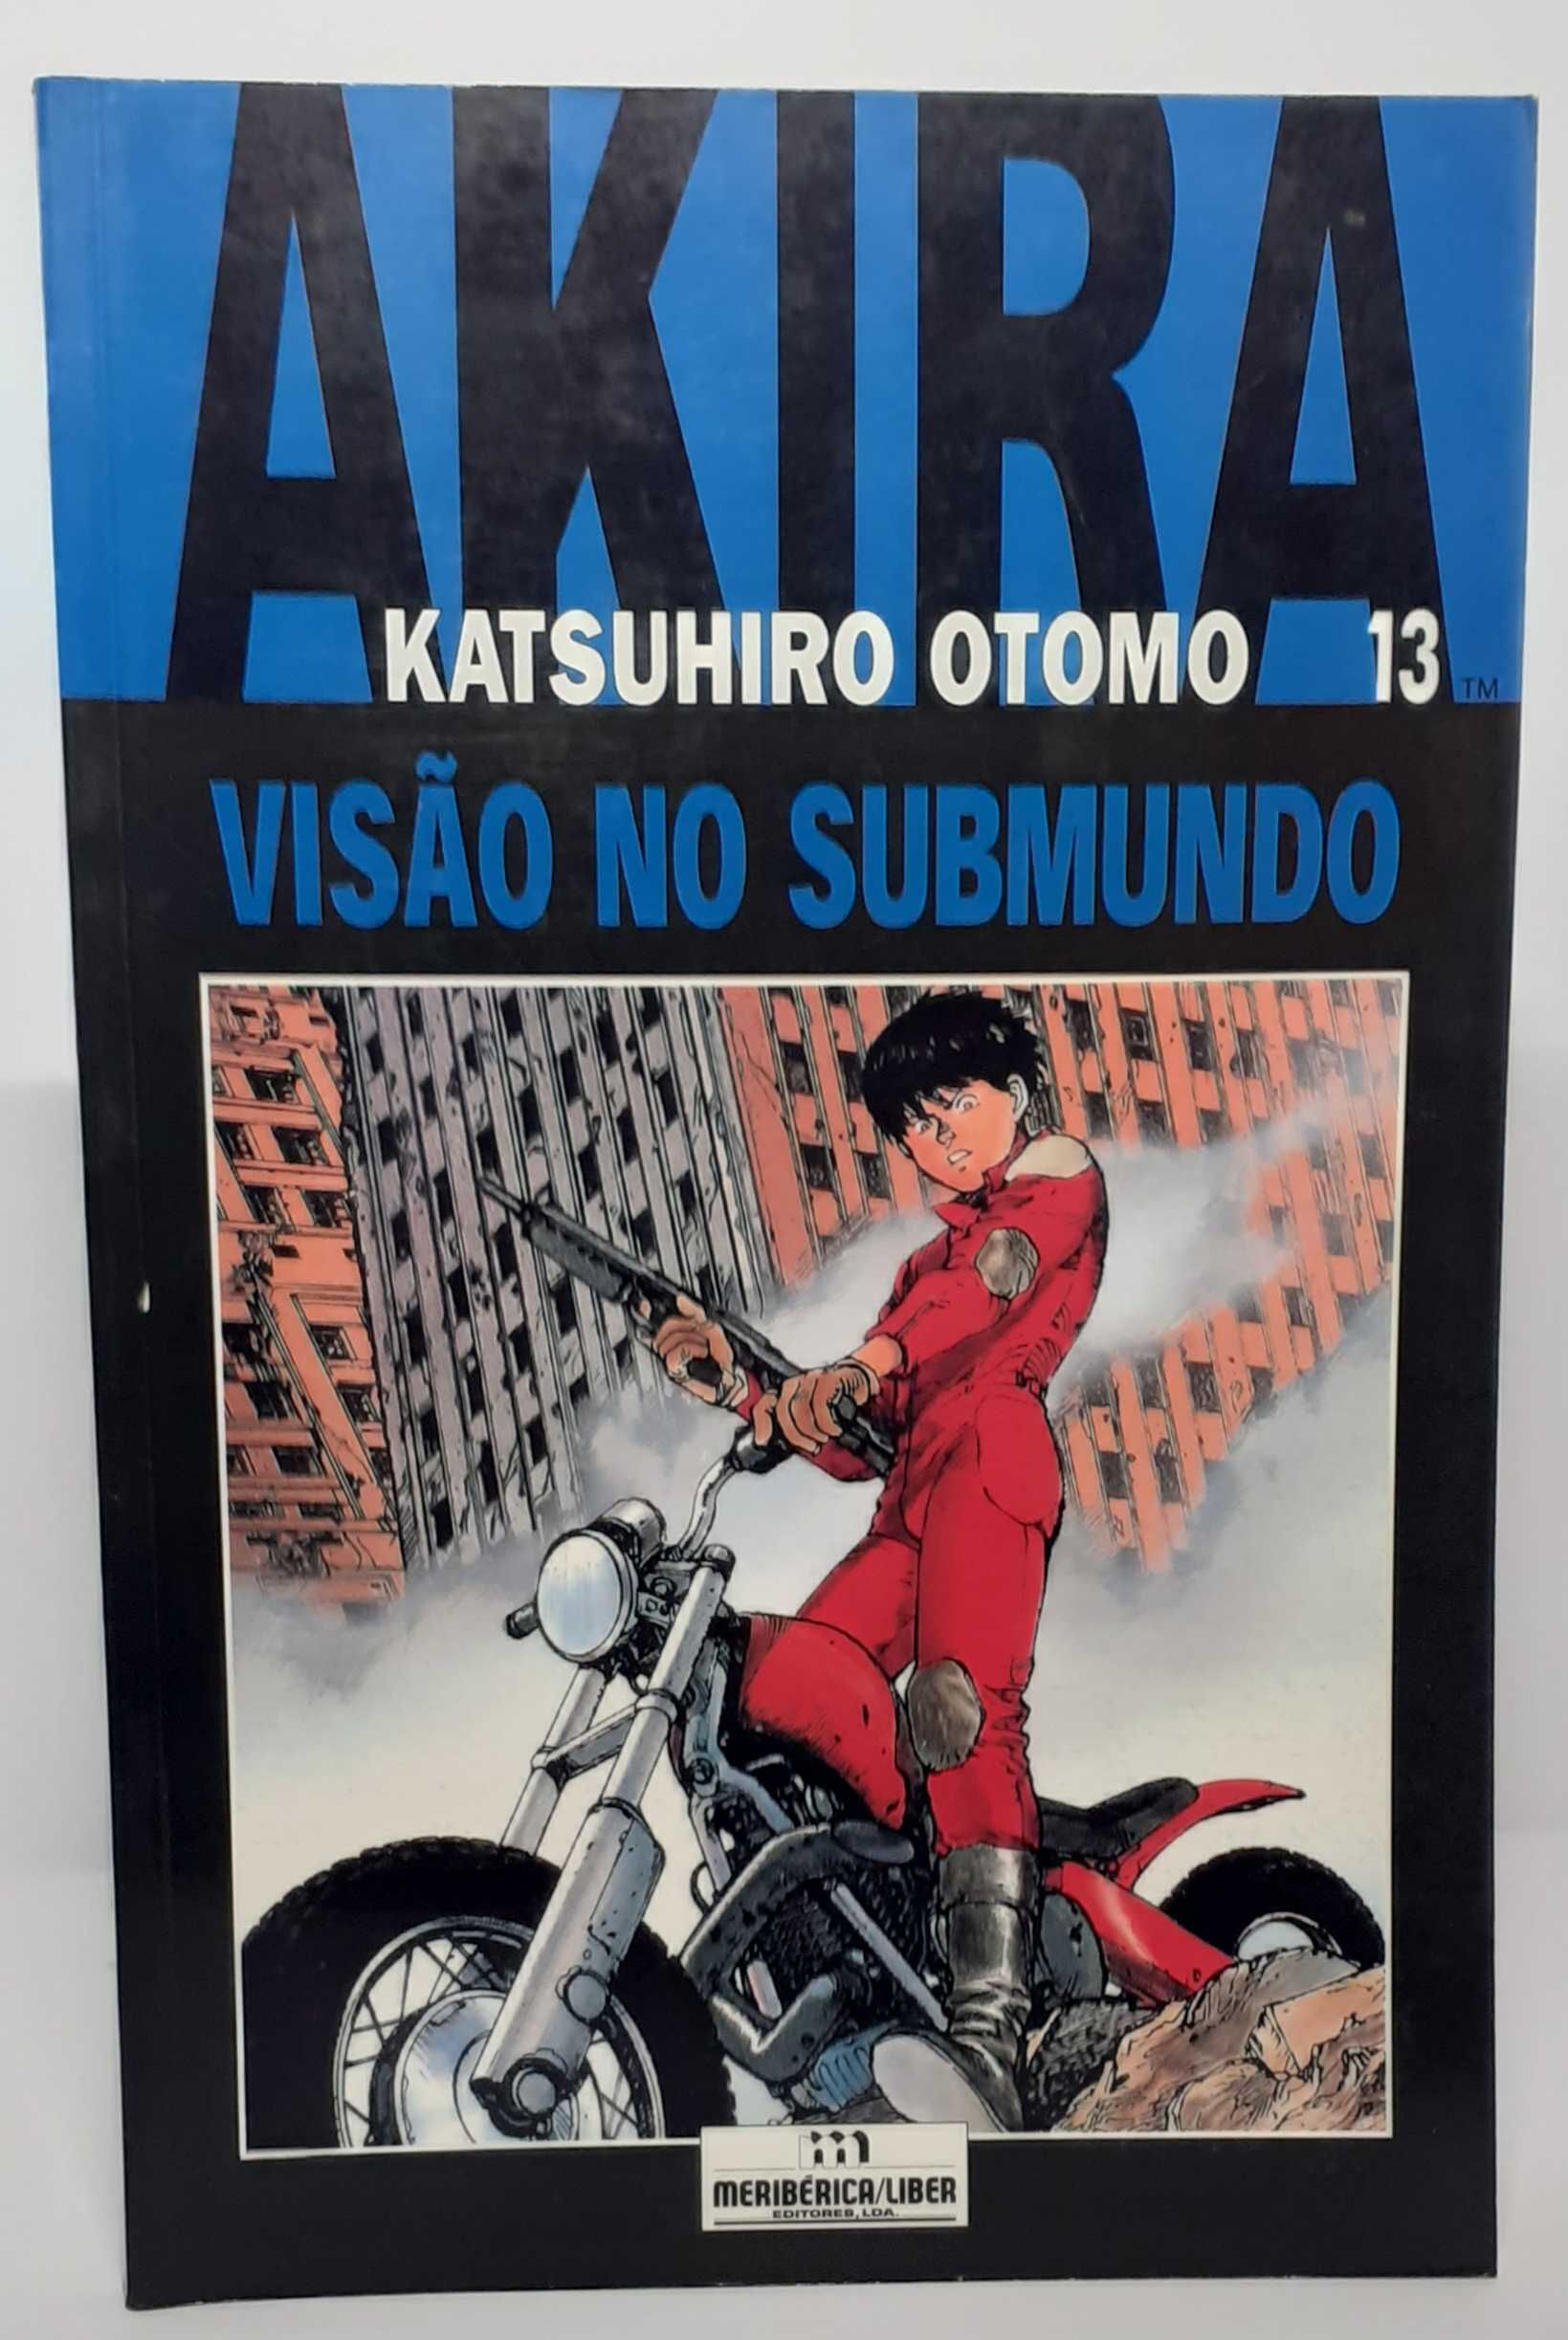 AKIRA
KATSUHIRO OTOMO 13 TM
VISÃO NO SUBMUNDO
m
MERIBÉRICA/LIBER
EDITORES, LDA.